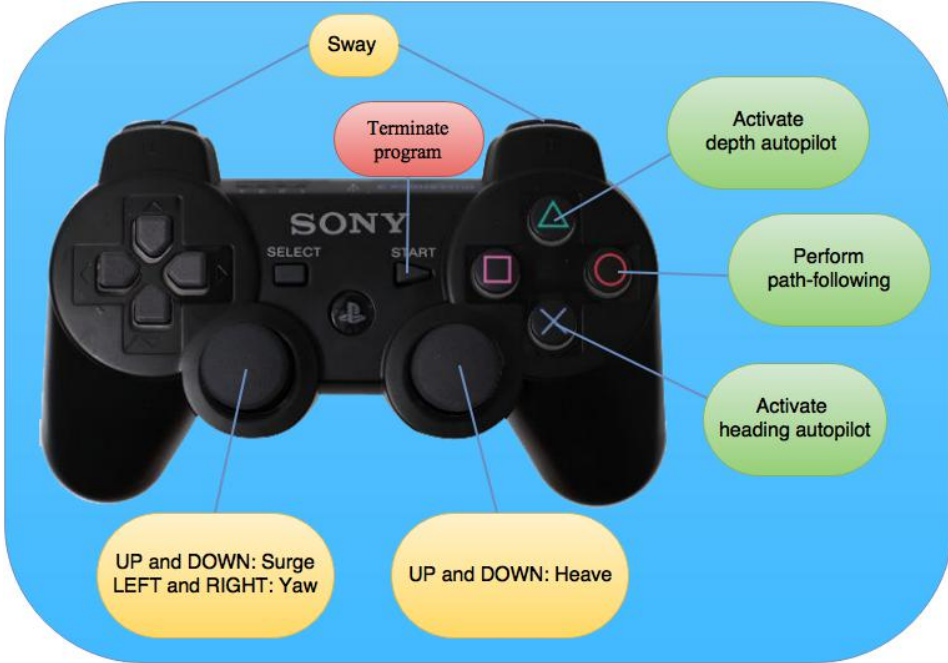 Sway
Terminate
program
Activate
depth autopilot
SONY
SELECT
START
Perform
path-following
Activate
heading autopilot
UP and DOWN: Surge
LEFT and RIGHT: Yaw
UP and DOWN: Heave